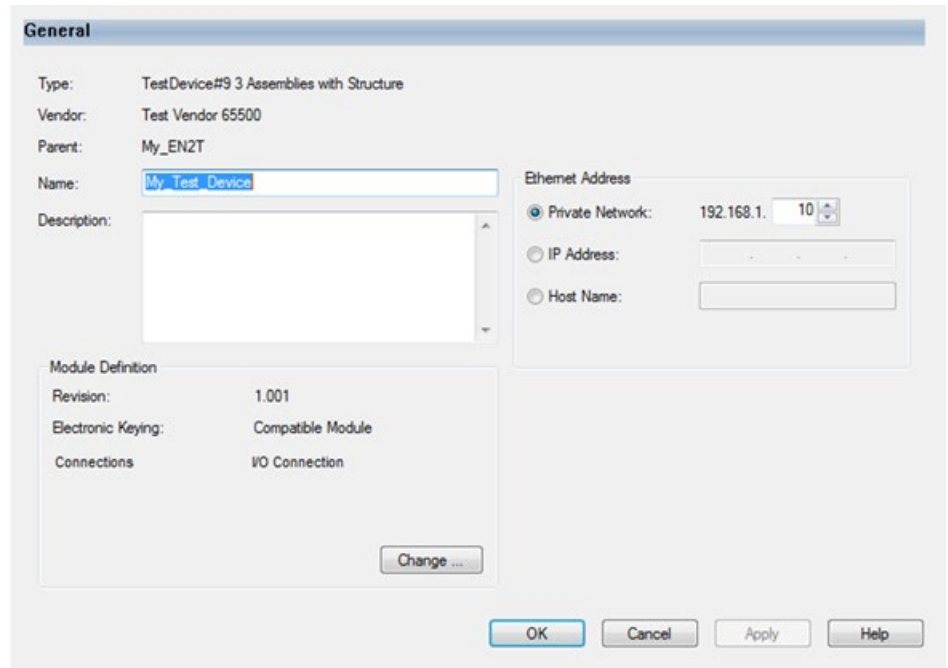 General
Type: TestDevice#9 3 Assemblies with Structure
Vendor: Test Vendor 65500
Parent: My_EN2T
Name: My_Test_Device
Description:
Ethernet Address
Private Network: 192.168.1. 10
IP Address: . . .
Host Name:
Module Definition
Revision: 1.001
Electronic Keying: Compatible Module
Connections I/O Connection
Change ...
OK Cancel Apply Help